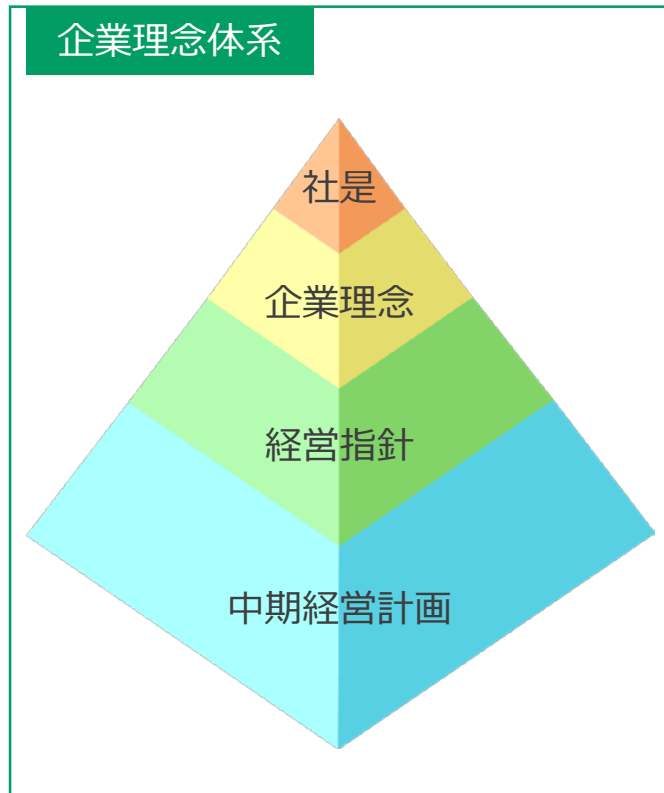 企業理念体系
社是
企業理念
経営指針
中期経営計画